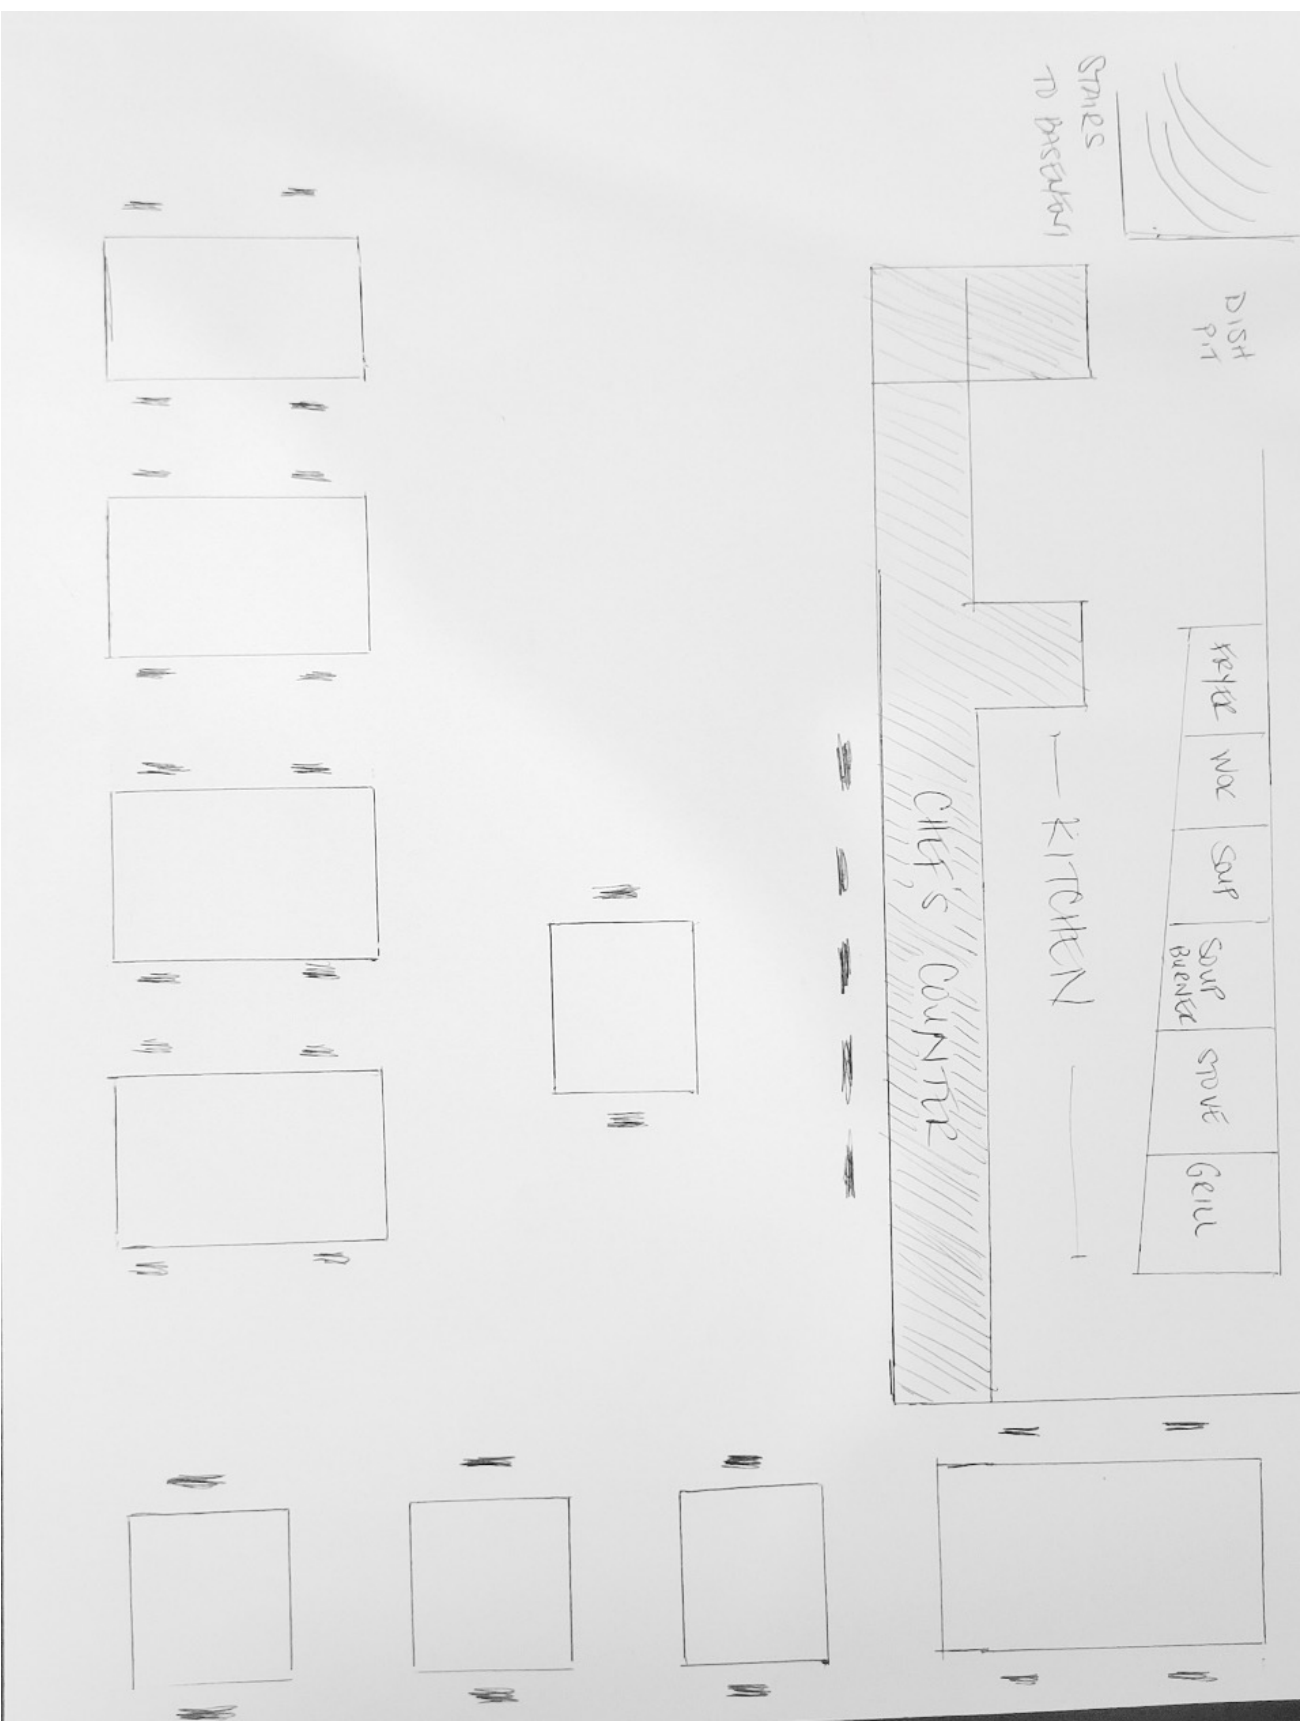 STAIRS
TO BASEMENT
DISH
PIT
FRYER
WOK
SOUP
SOUP
BURNER
STOVE
GRILL
KITCHEN
CHEF'S COUNTER